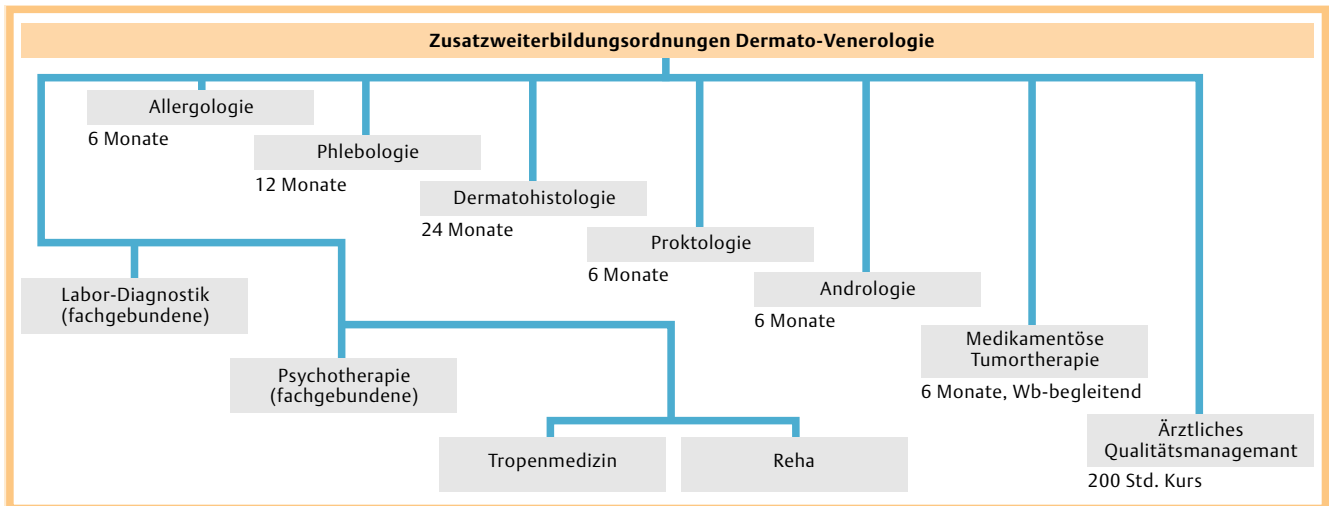 Zusatzweiterbildungsordnungen Dermato-Venerologie
Allergologie
6 Monate
Phlebologie
12 Monate
Dermatohistologie
24 Monate
Proktologie
6 Monate
Andrologie
6 Monate
Medikamentöse
Tumortherapie
6 Monate, Wb-begleitend
Ärztliches
Qualitätsmanagemant
200 Std. Kurs
Labor-Diagnostik
(fachgebundene)
Psychotherapie
(fachgebundene)
Tropenmedizin
Reha